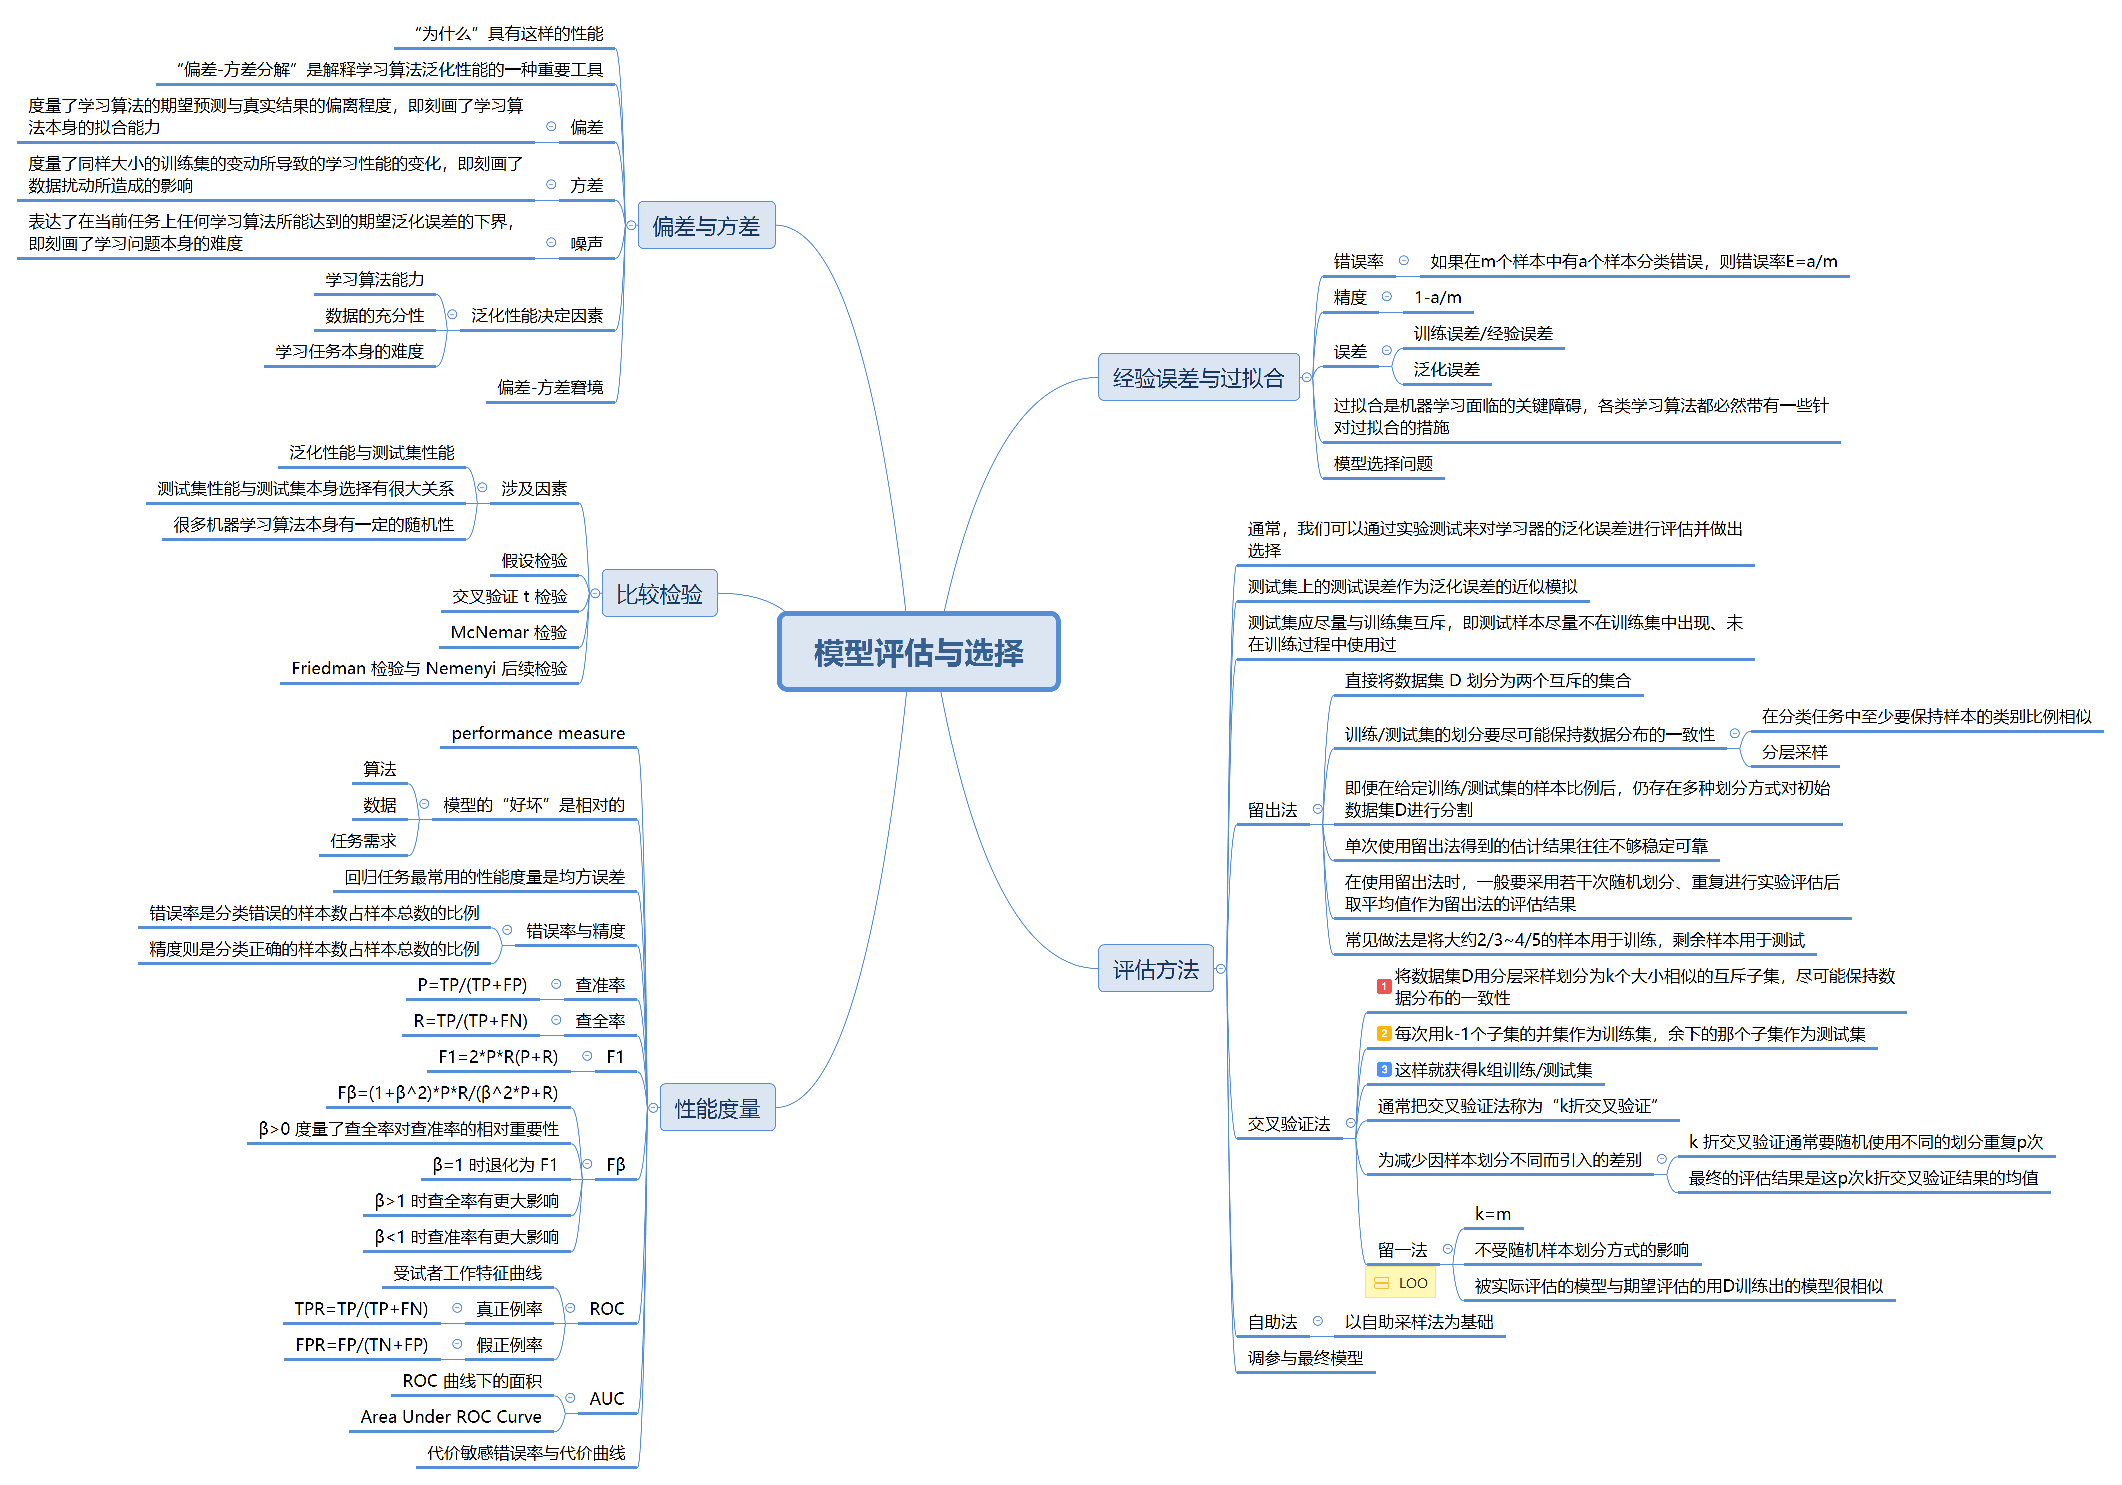 模型评估与选择
经验误差与过拟合
错误率
如果在m个样本中有a个样本分类错误，则错误率E=a/m
精度
1-a/m
误差
训练误差/经验误差
泛化误差
过拟合是机器学习面临的关键障碍，各类学习算法都必然带有一些针
对过拟合的措施
模型选择问题
评估方法
通常，我们可以通过实验测试来对学习器的泛化误差进行评估并做出
选择
测试集上的测试误差作为泛化误差的近似模拟
测试集应尽量与训练集互斥，即测试样本尽量不在训练集中出现、未
在训练过程中使用过
留出法
直接将数据集 D 划分为两个互斥的集合
训练/测试集的划分要尽可能保持数据分布的一致性
在分类任务中至少要保持样本的类别比例相似
分层采样
即便在给定训练/测试集的样本比例后，仍存在多种划分方式对初始
数据集D进行分割
单次使用留出法得到的估计结果往往不够稳定可靠
在使用留出法时，一般要采用若干次随机划分、重复进行实验评估后
取平均值作为留出法的评估结果
常见做法是将大约2/3~4/5的样本用于训练，剩余样本用于测试
交叉验证法
1 将数据集D用分层采样划分为k个大小相似的互斥子集，尽可能保持数
据分布的一致性
2 每次用k-1个子集的并集作为训练集，余下的那个子集作为测试集
3 这样就获得k组训练/测试集
通常把交叉验证法称为“k折交叉验证”
为减少因样本划分不同而引入的差别
k 折交叉验证通常要随机使用不同的划分重复p次
最终的评估结果是这p次k折交叉验证结果的均值
留一法
LOO
k=m
不受随机样本划分方式的影响
被实际评估的模型与期望评估的用D训练出的模型很相似
自助法
以自助采样法为基础
调参与最终模型
偏差与方差
“为什么”具有这样的性能
“偏差-方差分解”是解释学习算法泛化性能的一种重要工具
偏差
度量了学习算法的期望预测与真实结果的偏离程度，即刻画了学习算
法本身的拟合能力
方差
度量了同样大小的训练集的变动所导致的学习性能的变化，即刻画了
数据扰动所造成的影响
噪声
表达了在当前任务上任何学习算法所能达到的期望泛化误差的下界，
即刻画了学习问题本身的难度
泛化性能决定因素
学习算法能力
数据的充分性
学习任务本身的难度
偏差-方差窘境
比较检验
涉及因素
泛化性能与测试集性能
测试集性能与测试集本身选择有很大关系
很多机器学习算法本身有一定的随机性
假设检验
交叉验证 t 检验
McNemar 检验
Friedman 检验与 Nemenyi 后续检验
性能度量
performance measure
模型的“好坏”是相对的
算法
数据
任务需求
回归任务最常用的性能度量是均方误差
错误率与精度
错误率是分类错误的样本数占样本总数的比例
精度则是分类正确的样本数占样本总数的比例
查准率
P=TP/(TP+FP)
查全率
R=TP/(TP+FN)
F1
F1=2*P*R(P+R)
Fβ
Fβ=(1+β^2)*P*R/(β^2*P+R)
β>0 度量了查全率对查准率的相对重要性
β=1 时退化为 F1
β>1 时查全率有更大影响
β<1 时查准率有更大影响
ROC
受试者工作特征曲线
真正例率
TPR=TP/(TP+FN)
假正例率
FPR=FP/(TN+FP)
AUC
ROC 曲线下的面积
Area Under ROC Curve
代价敏感错误率与代价曲线